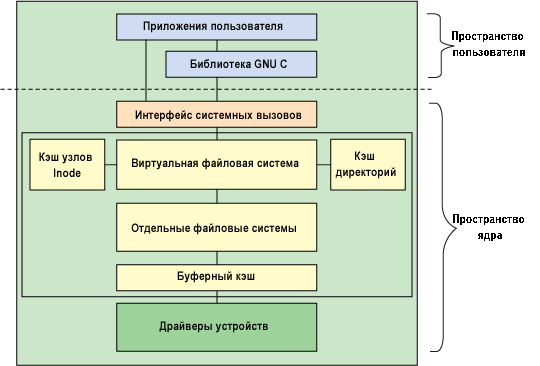 Приложения пользователя
Пространство
пользователя
Библиотека GNU C
Интерфейс системных вызовов
Кэш узлов
Inode
Виртуальная файловая система
Кэш
директорий
Отдельные файловые системы
Пространство
ядра
Буферный кэш
Драйверы устройств